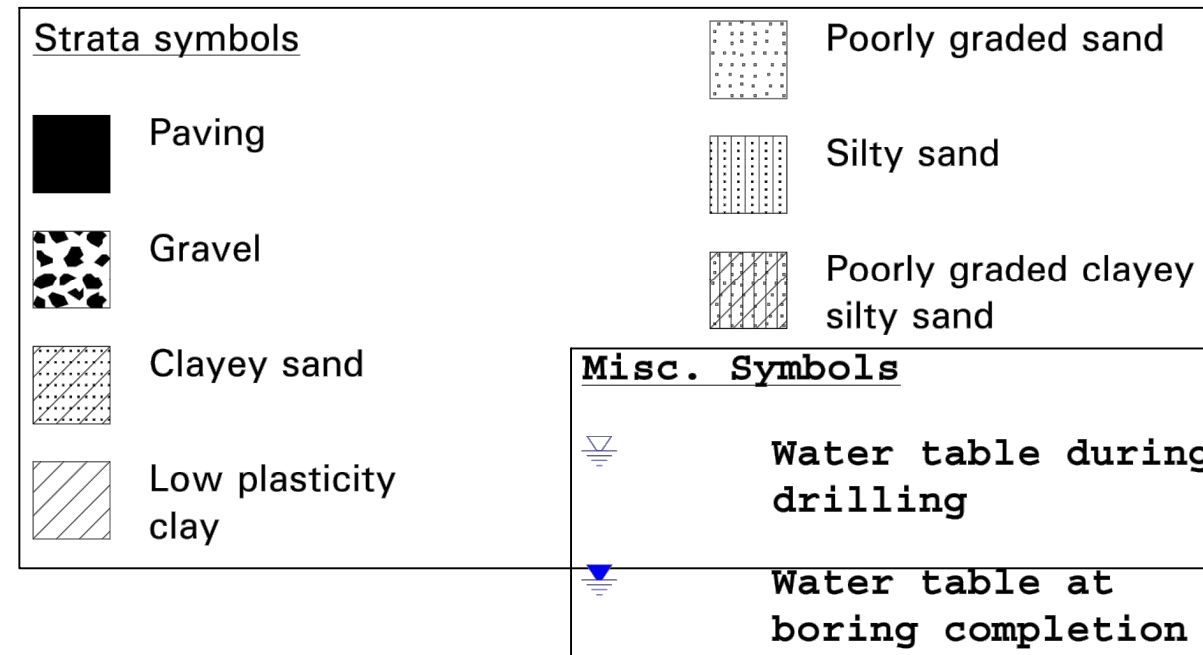 Strata symbols
Paving
Gravel
Clayey sand
Low plasticity
clay
Poorly graded sand
Silty sand
Poorly graded clayey
silty sand
Misc. Symbols
Water table during
drilling
Water table at
boring completion